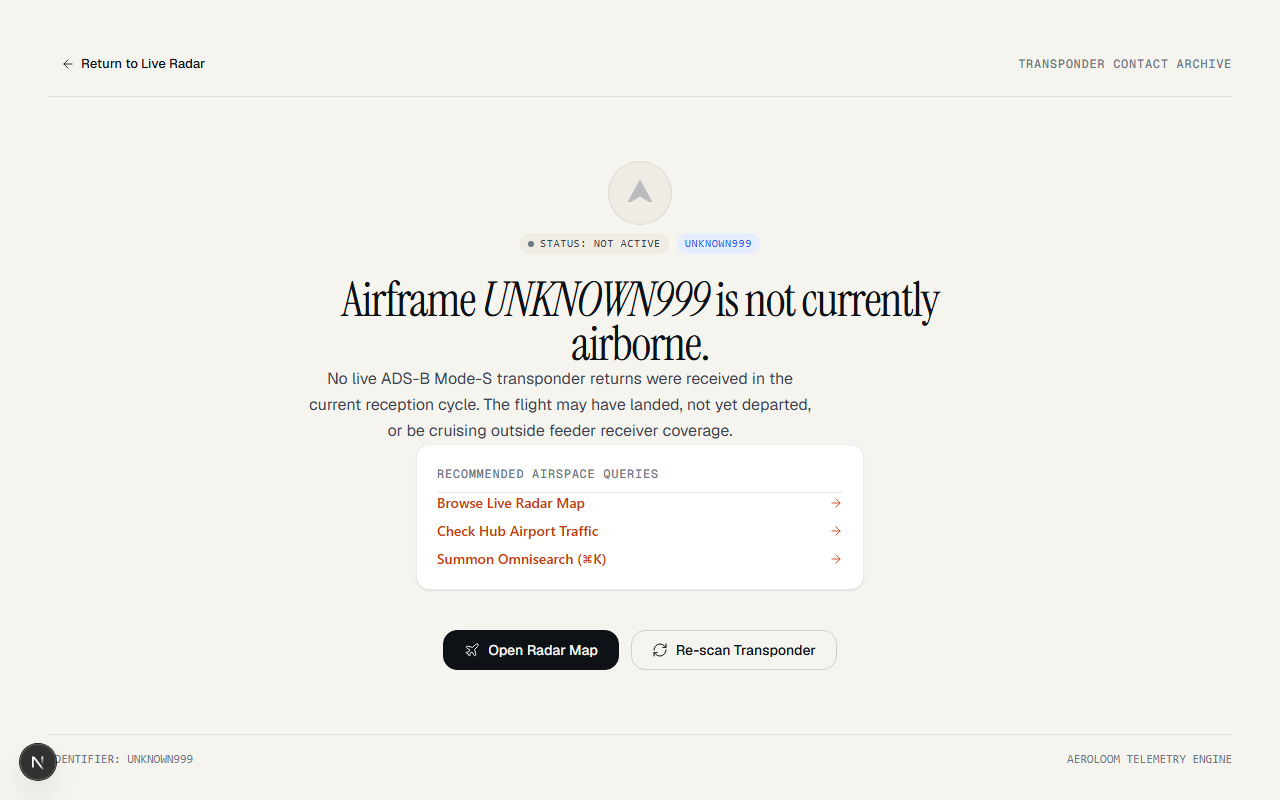 Return to Live Radar
TRANSPONDER CONTACT ARCHIVE
STATUS: NOT ACTIVE
UNKNOWN999
Airframe UNKNOWN999 is not currently
airborne.
No live ADS-B Mode-S transponder returns were received in the
current reception cycle. The flight may have landed, not yet departed,
or be cruising outside feeder receiver coverage.
RECOMMENDED AIRSPACE QUERIES
Browse Live Radar Map
Check Hub Airport Traffic
Summon Omnisearch (⌘K)
Open Radar Map
Re-scan Transponder
N
DENTIFIER: UNKNOWN999
AEROLOOM TELEMETRY ENGINE